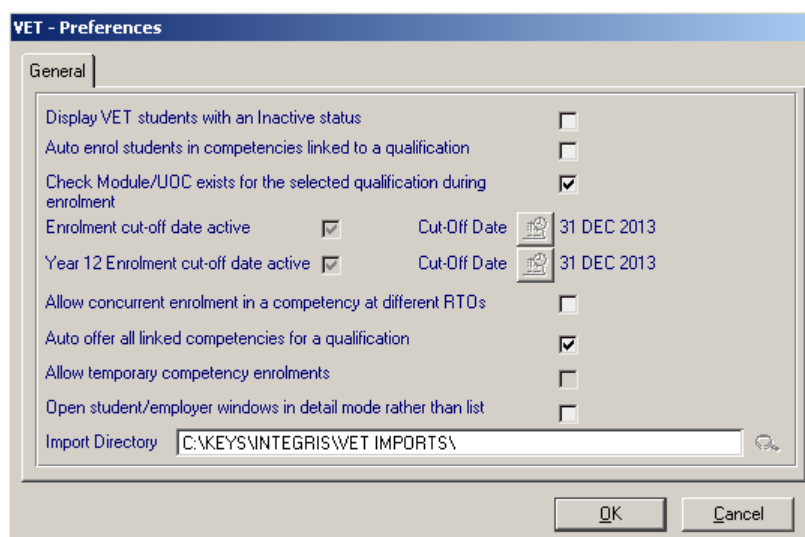 VET - Preferences
General
Display VET students with an Inactive status
Auto enrol students in competencies linked to a qualification
Check Module/UOC exists for the selected qualification during
enrolment
Enrolment cut-off date active Cut-Off Date 31 DEC 2013
Year 12 Enrolment cut-off date active Cut-Off Date 31 DEC 2013
Allow concurrent enrolment in a competency at different RTOs
Auto offer all linked competencies for a qualification
Allow temporary competency enrolments
Open student/employer windows in detail mode rather than list
Import Directory C:\KEYS\INTEGRIS\VET IMPORTS\
OK Cancel